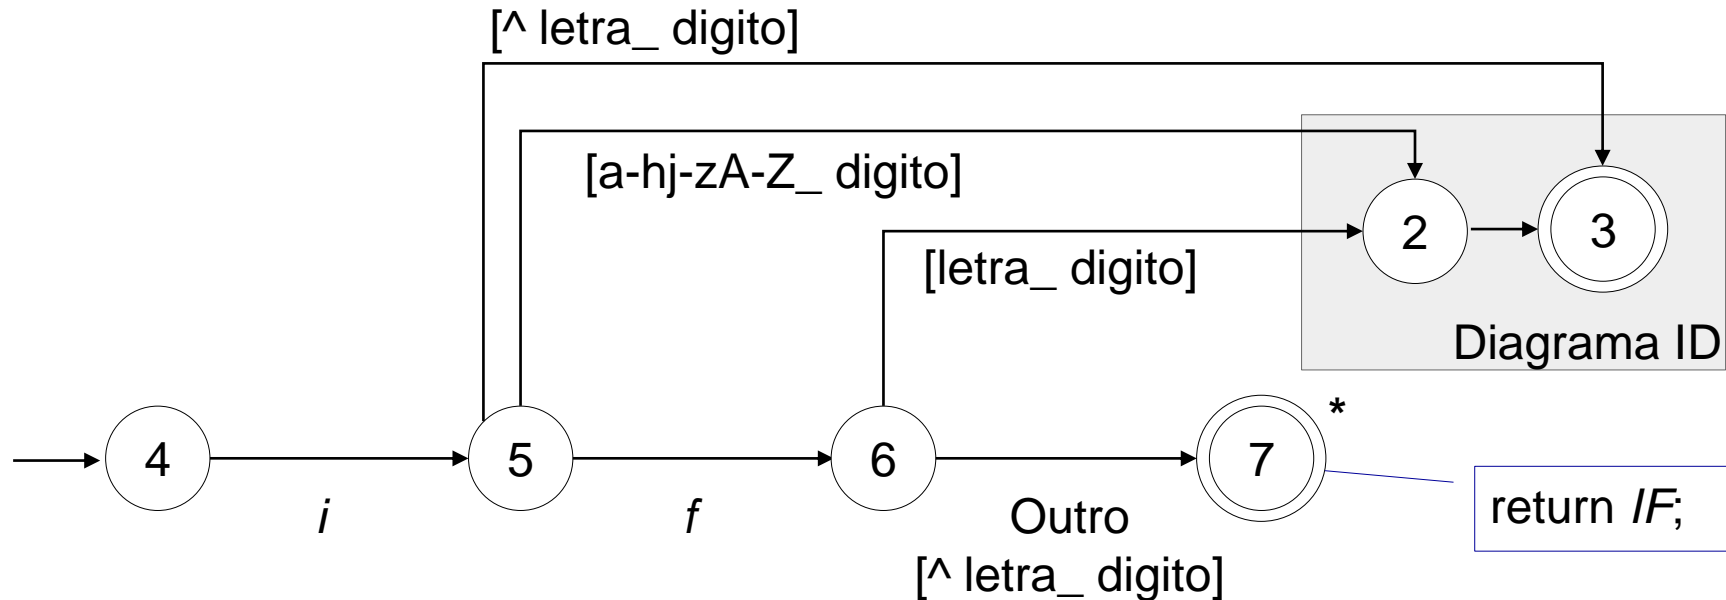 [^ letra_ digito]
[a-hj-zA-Z_ digito]
2
3
[letra_ digito]
Diagrama ID
4
5
6
7
*
i
f
Outro
[^ letra_ digito]
return IF;